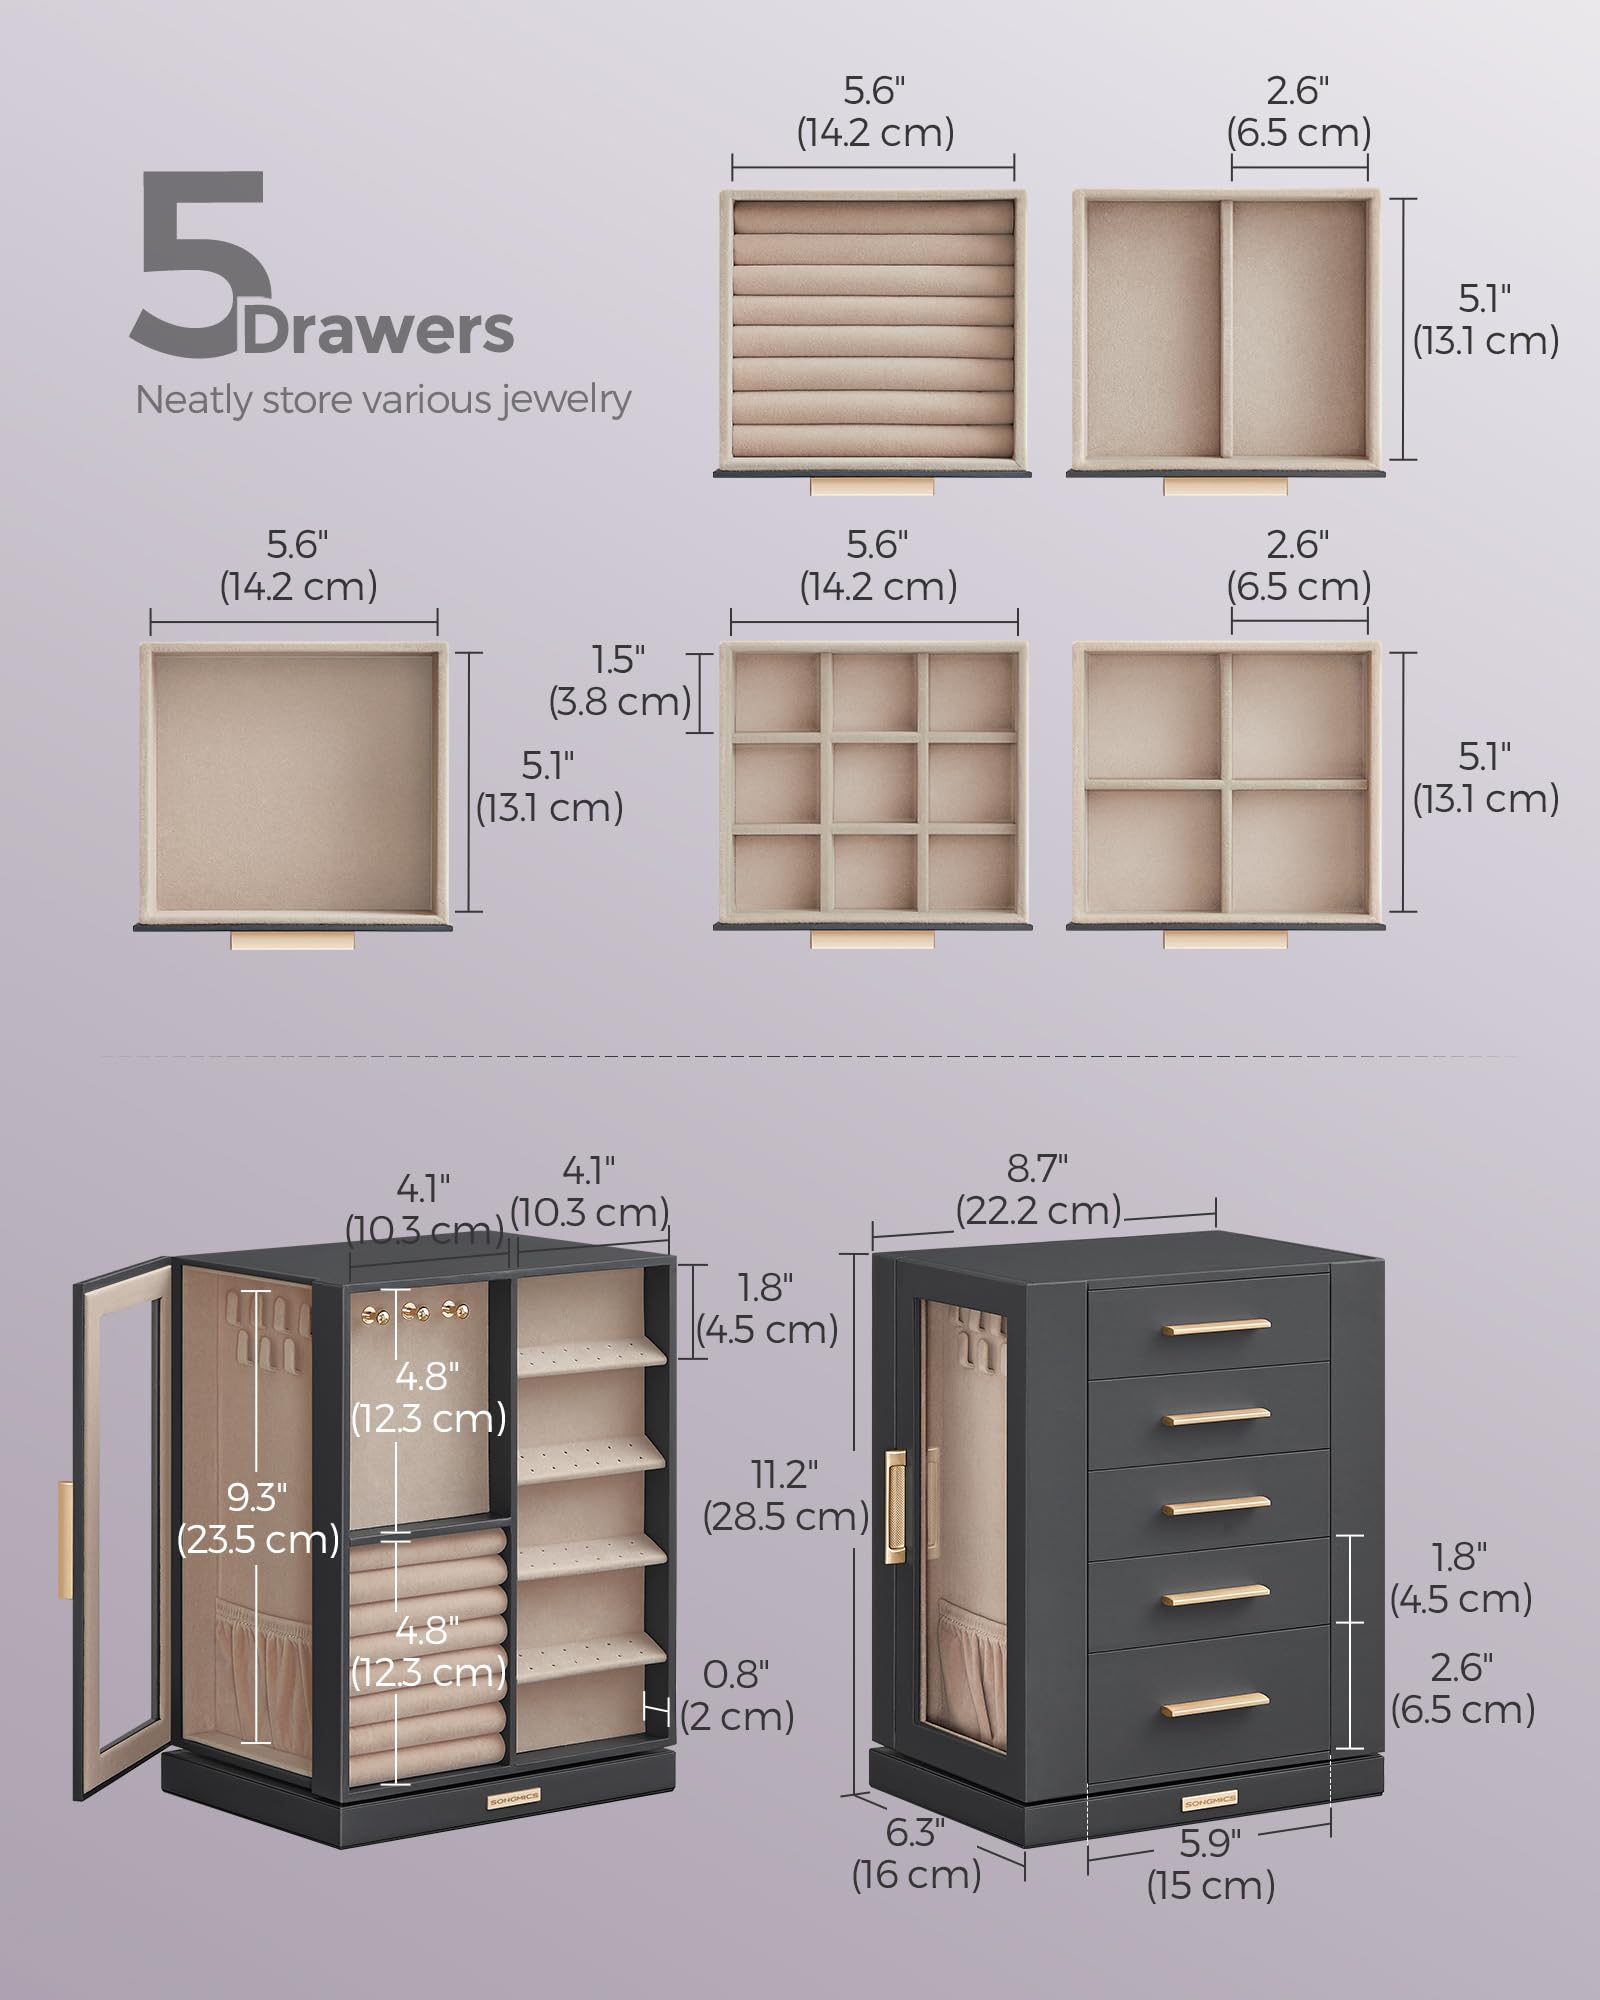 5.6"
(14.2 cm)
2.6"
(6.5 cm)
5 Drawers
Neatly store various jewelry
5.1"
(13.1 cm)
5.6"
(14.2 cm)
5.6"
(14.2 cm)
2.6"
(6.5 cm)
1.5"
(3.8 cm)
5.1"
(13.1 cm)
5.1"
(13.1 cm)
4.1"
(10.3 cm)
4.1"
(10.3 cm)
1.8"
(4.5 cm)
4.8"
(12.3 cm)
9.3"
(23.5 cm)
4.8"
(12.3 cm)
0.8"
(2 cm)
SONGMICS
8.7"
(22.2 cm)
11.2"
(28.5 cm)
1.8"
(4.5 cm)
2.6"
(6.5 cm)
SONGMICS
6.3"
(16 cm)
5.9"
(15 cm)